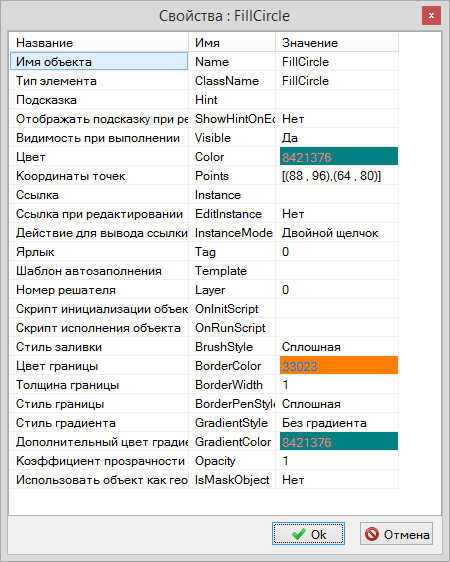 Свойства : FillCircle
x
Название Имя Значение
Имя объекта Name FillCircle
Тип элемента ClassName FillCircle
Подсказка Hint
Отображать подсказку при ре ShowHintOnEd Нет
Видимость при выполнении Visible Да
Цвет Color 8421376
Координаты точек Points [(88 , 96),(64 , 80)]
Ссылка Instance
Ссылка при редактировании EditInstance Нет
Действие для вывода ссылки InstanceMode Двойной щелчок
Ярлык Tag 0
Шаблон автозаполнения Template
Номер решателя Layer 0
Скрипт инициализации объек OnInitScript
Скрипт исполнения объекта OnRunScript
Стиль заливки BrushStyle Сплошная
Цвет границы BorderColor 33023
Толщина границы BorderWidth 1
Стиль границы BorderPenStyle Сплошная
Стиль градиента GradientStyle Без градиента
Дополнительный цвет градие GradientColor 8421376
Коэффициент прозрачности Opacity 1
Использовать объект как гео IsMaskObject Нет
Ok Отмена